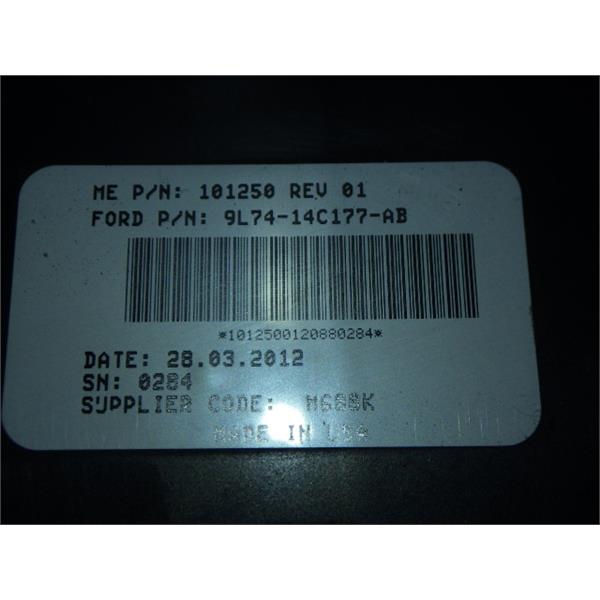 ME P/N: 101250 REV 01
FORD P/N: 9L74-14C177-AB
*1012500120880284*
DATE: 28.03.2012
SN: 0284
SUPPLIER CODE:
MADE IN USA